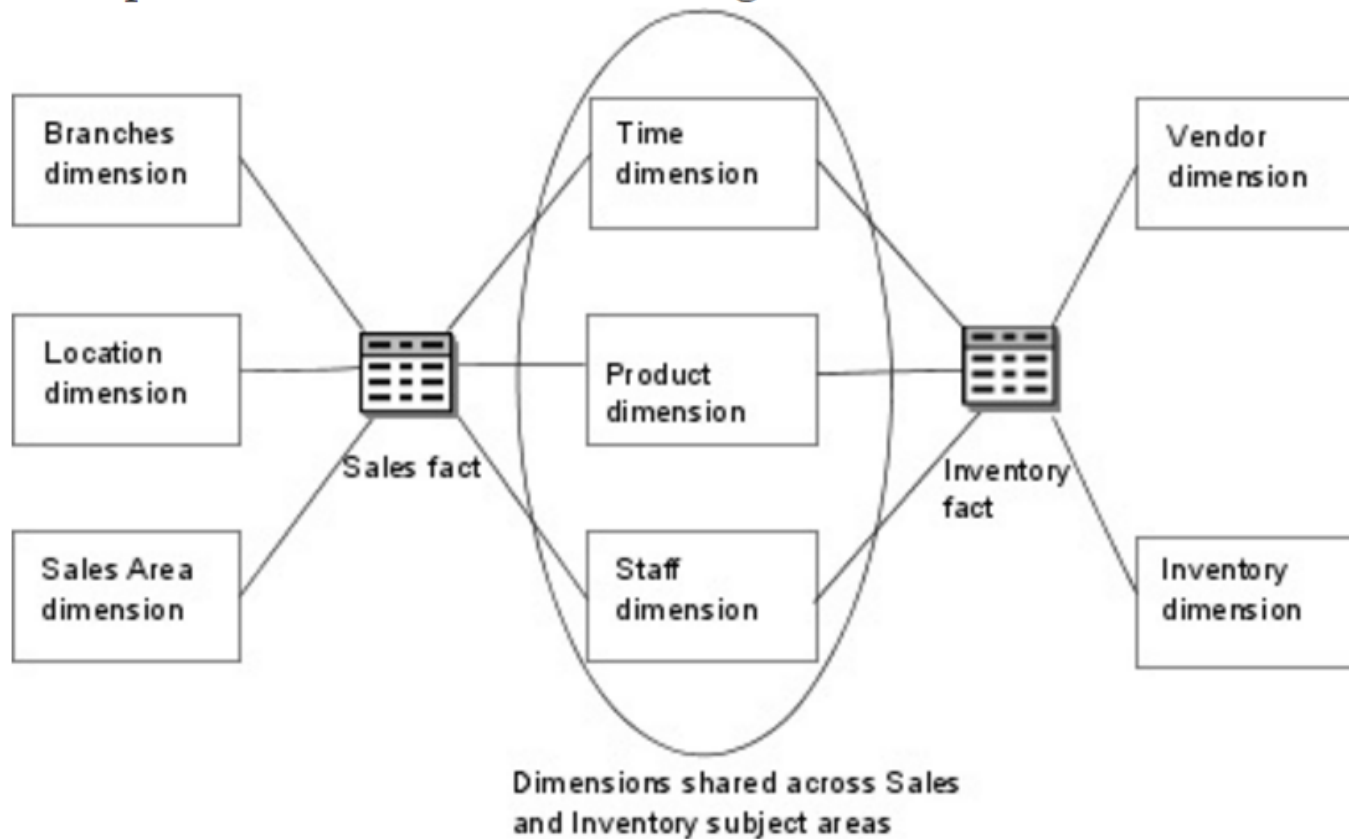 Branches
dimension
Time
dimension
Vendor
dimension
Location
dimension
Product
dimension
Sales fact
Inventory
fact
Sales Area
dimension
Staff
dimension
Inventory
dimension
Dimensions shared across Sales
and Inventory subject areas